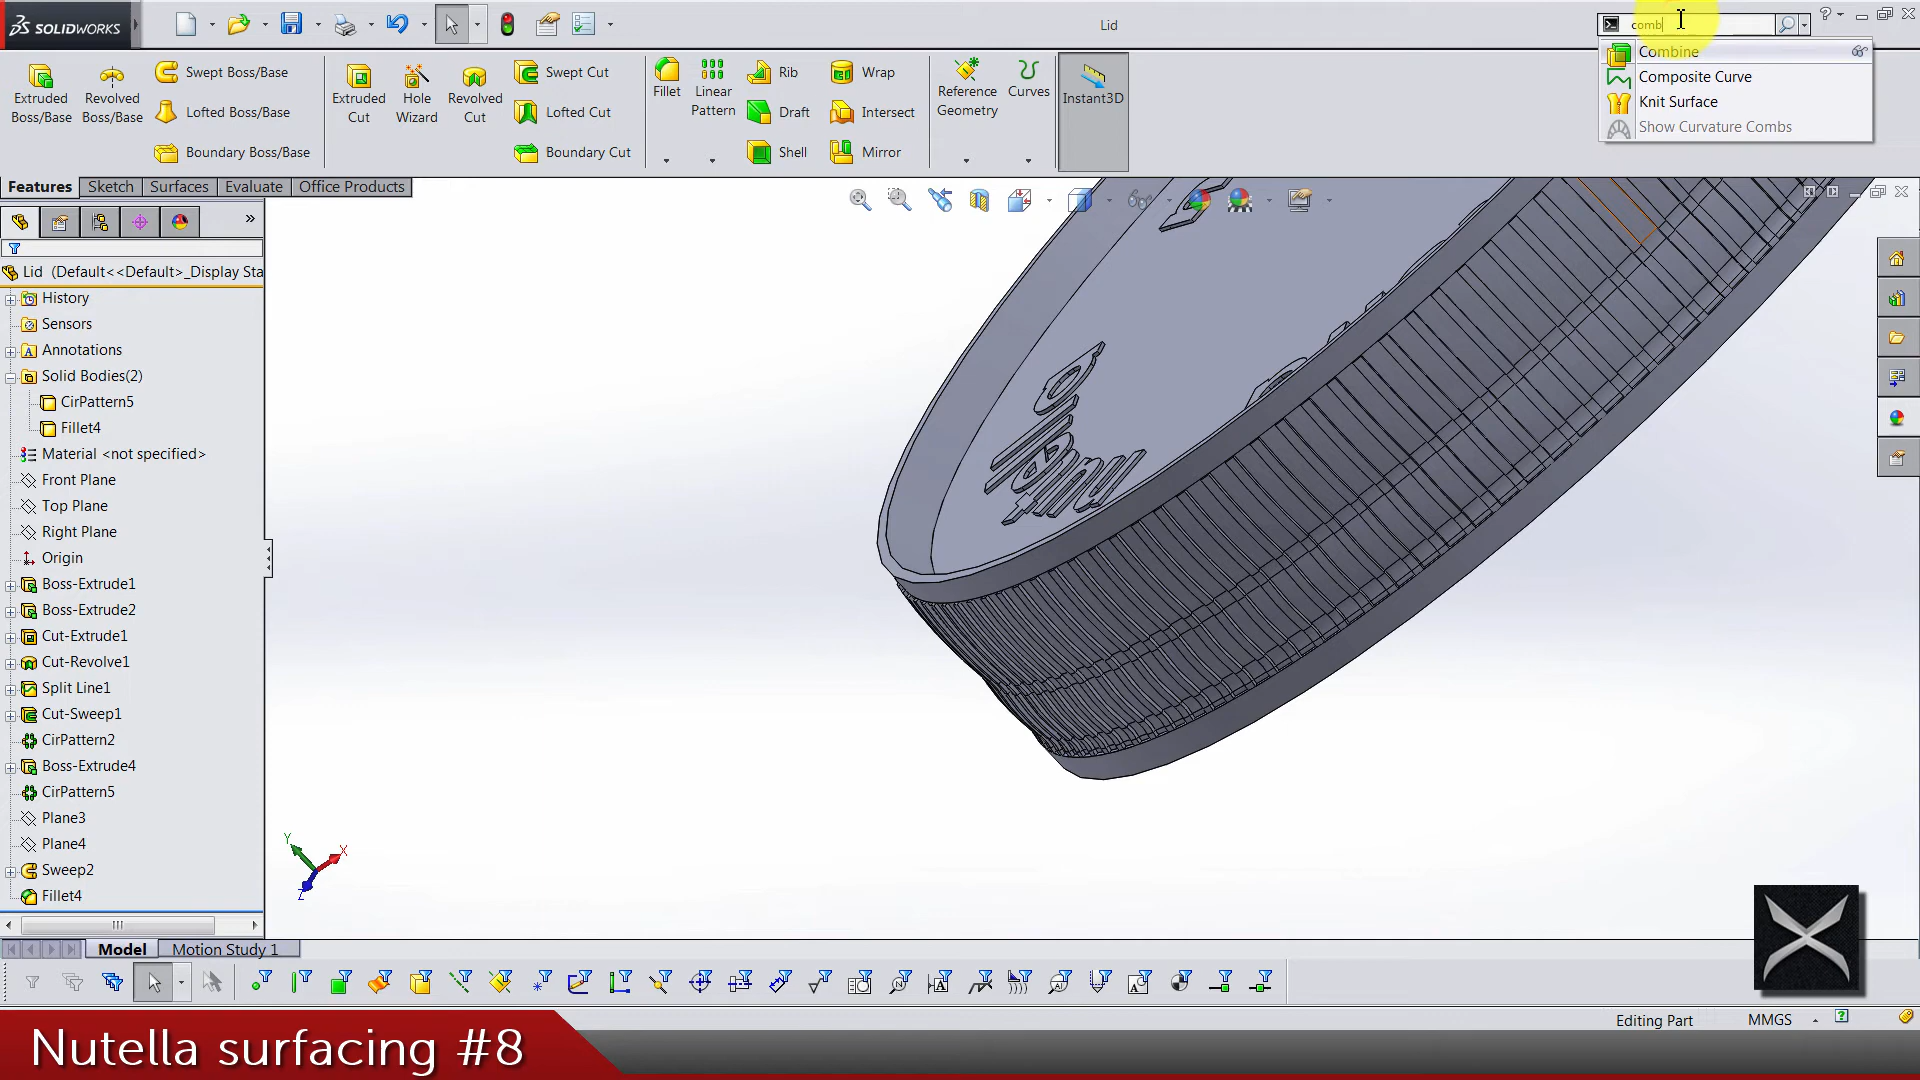 SOLIDWORKS
Lid
comb
Combine
Composite Curve
Knit Surface
Show Curvature Combs
Extruded Boss/Base
Revolved Boss/Base
Swept Boss/Base
Lofted Boss/Base
Boundary Boss/Base
Extruded Cut
Hole Wizard
Revolved Cut
Swept Cut
Lofted Cut
Boundary Cut
Fillet
Linear Pattern
Rib
Draft
Shell
Wrap
Intersect
Mirror
Reference Geometry
Curves
Instant3D
Features
Sketch
Surfaces
Evaluate
Office Products
Lid (Default<<Default>_Display Sta
History
Sensors
Annotations
Solid Bodies(2)
CirPattern5
Fillet4
Material <not specified>
Front Plane
Top Plane
Right Plane
Origin
Boss-Extrude1
Boss-Extrude2
Cut-Extrude1
Cut-Revolve1
Split Line1
Cut-Sweep1
CirPattern2
Boss-Extrude4
CirPattern5
Plane3
Plane4
Sweep2
Fillet4
Y
X
Z
Model
Motion Study 1
Editing Part
MMGS
Nutella surfacing #8